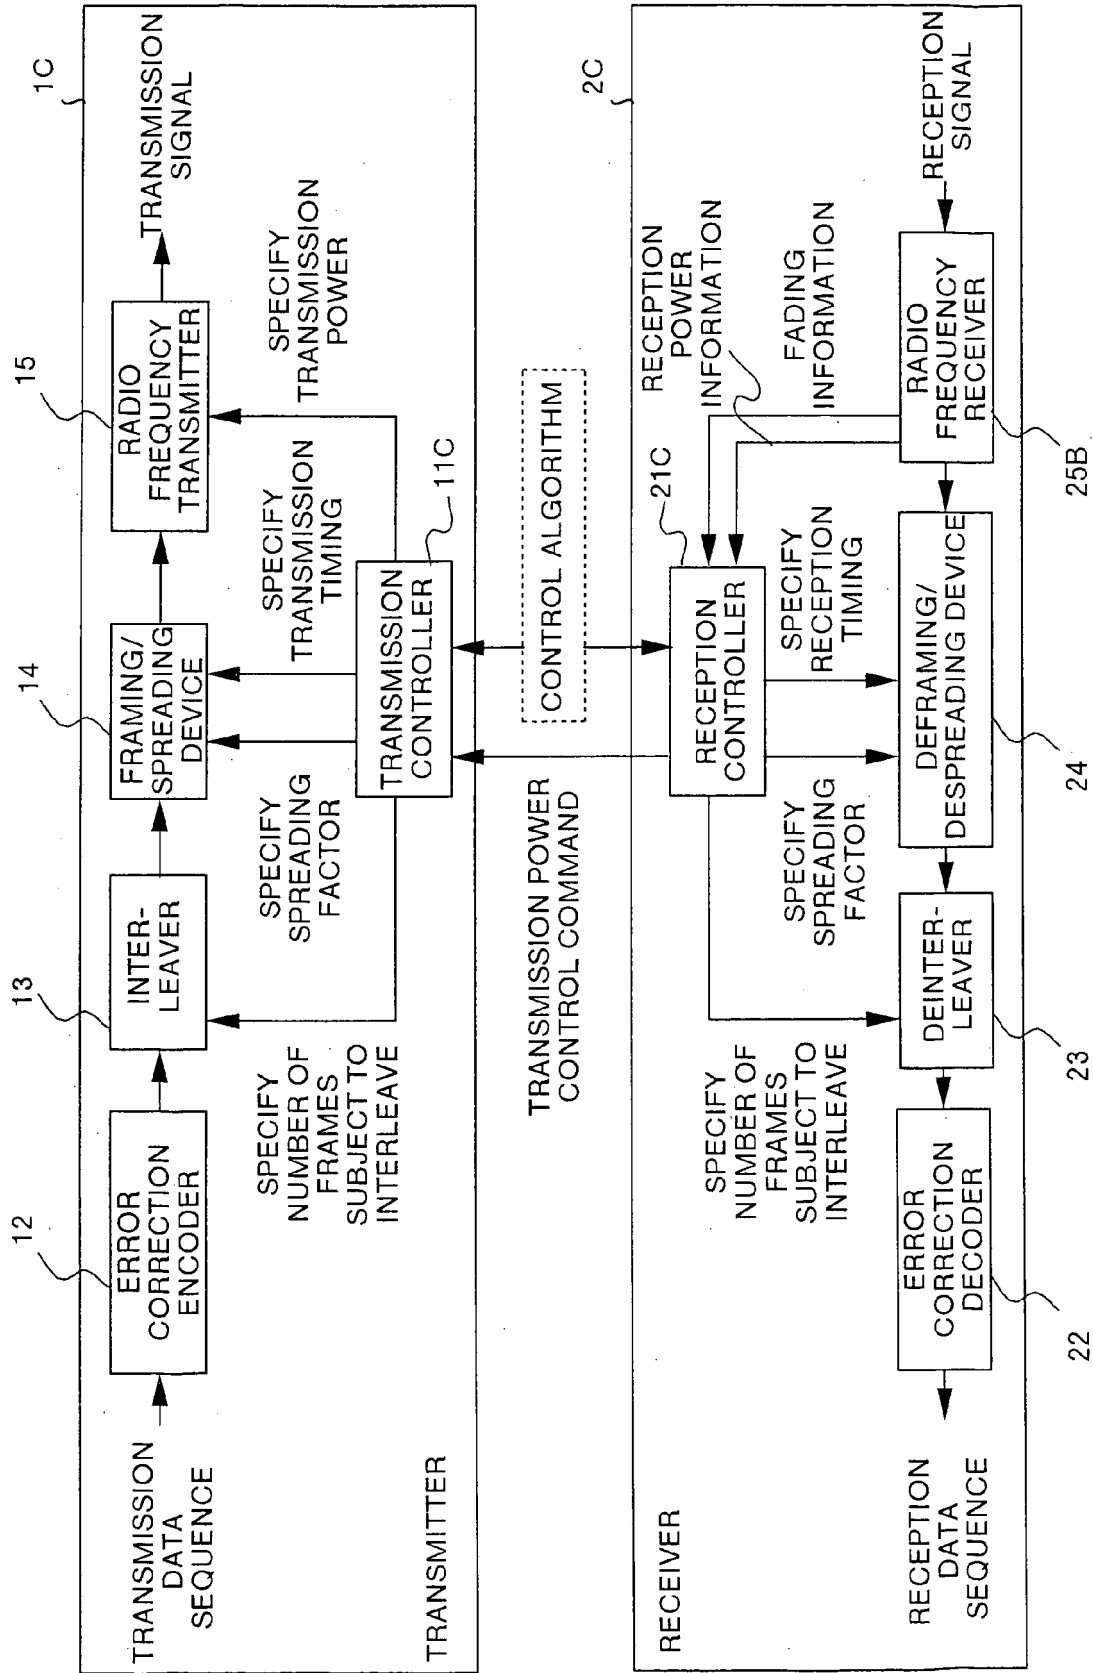 1C
TRANSMISSION
DATA
SEQUENCE
12
ERROR
CORRECTION
ENCODER
13
INTER-
LEAVER
14
FRAMING/
SPREADING
DEVICE
15
RADIO
FREQUENCY
TRANSMITTER
TRANSMISSION
SIGNAL
SPECIFY
NUMBER OF
FRAMES
SUBJECT TO
INTERLEAVE
SPECIFY
SPREADING
FACTOR
SPECIFY
TRANSMISSION
TIMING
SPECIFY
TRANSMISSION
POWER
TRANSMISSION
CONTROLLER
11C
TRANSMITTER
TRANSMISSION POWER
CONTROL COMMAND
CONTROL ALGORITHM
2C
RECEIVER
21C
RECEPTION
CONTROLLER
RECEPTION
POWER
INFORMATION
FADING
INFORMATION
SPECIFY
NUMBER OF
FRAMES
SUBJECT TO
INTERLEAVE
SPECIFY
SPREADING
FACTOR
SPECIFY
RECEPTION
TIMING
RECEPTION
DATA
SEQUENCE
ERROR
CORRECTION
DECODER
22
DEINTER-
LEAVER
23
DEFRAMING/
DESPREADING DEVICE
24
RADIO
FREQUENCY
RECEIVER
25B
RECEPTION
SIGNAL